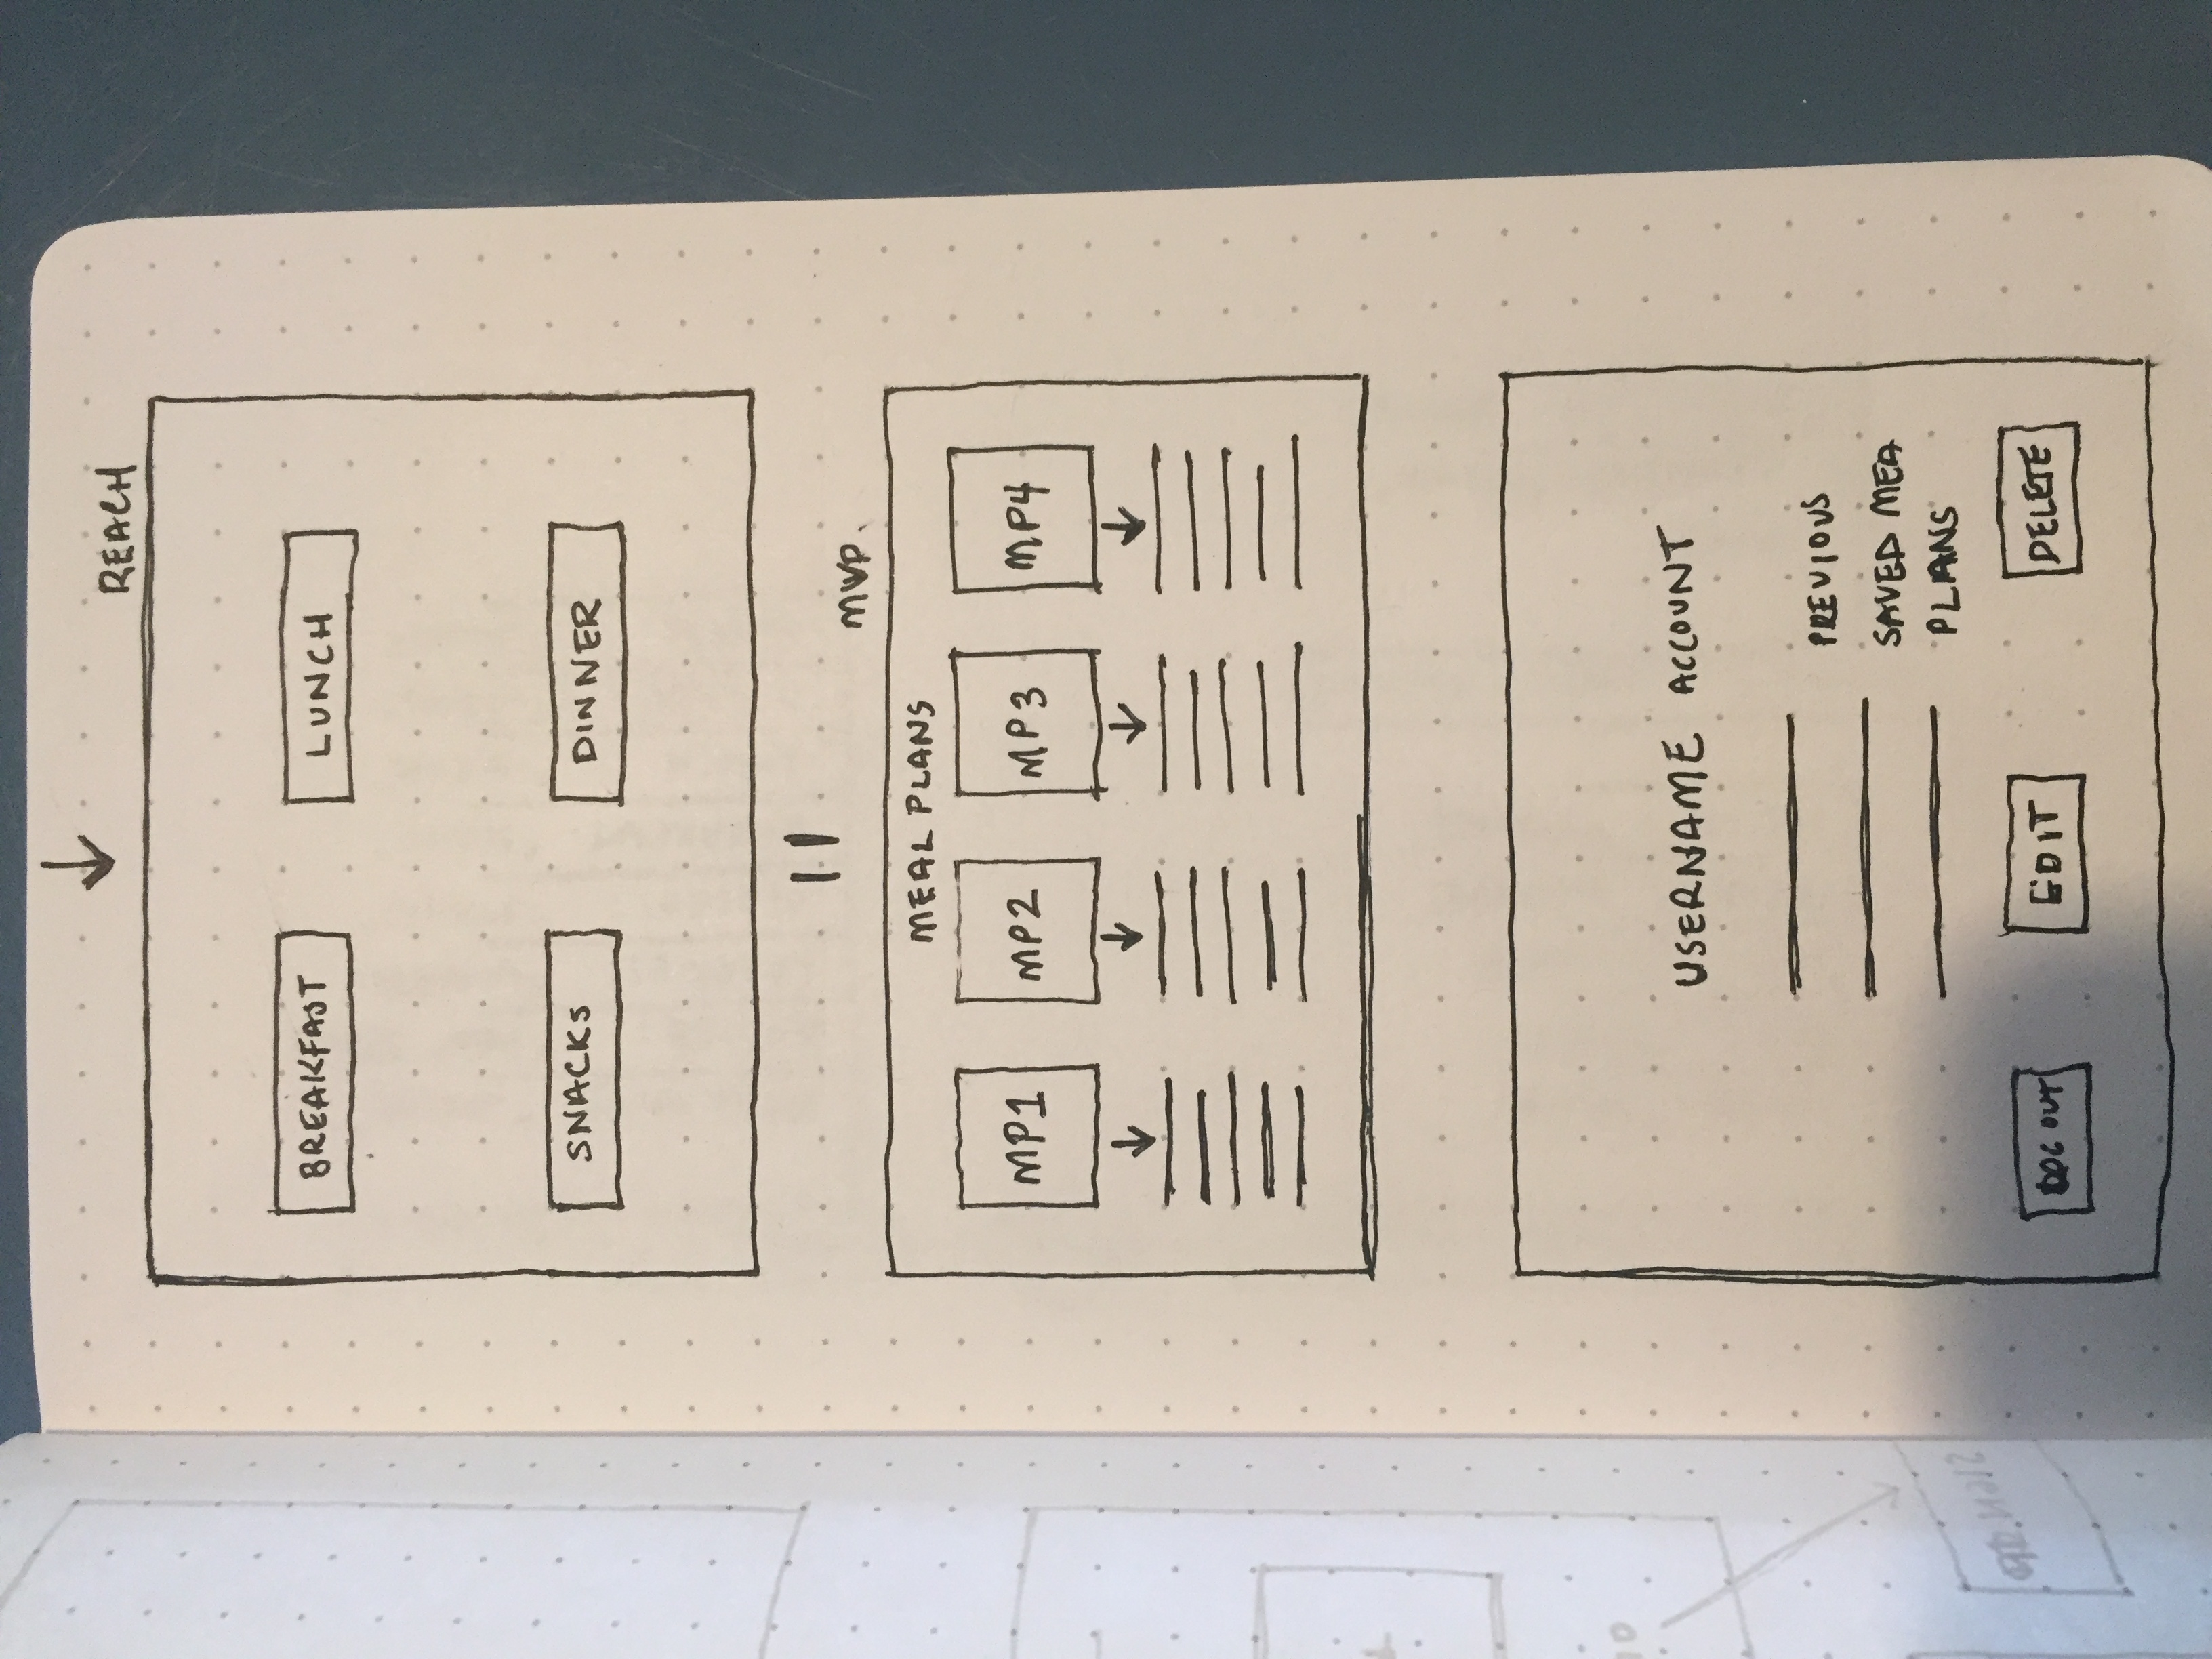 REACH
BREAKFAST LUNCH
SNACKS DINNER
MVP.
MEAL PLANS
MP1 MP2 MP3 MP4
USERNAME ACCOUNT
PREVIOUS
SAVED MEA
PLANS
LOG OUT EDIT DELETE